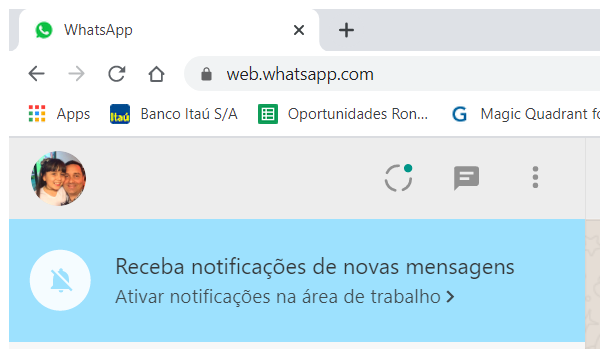 WhatsApp
web.whatsapp.com
Apps Itaú Banco Itaú S/A Oportunidades Ron... G Magic Quadrant fo
Receba notificações de novas mensagens
Ativar notificações na área de trabalho